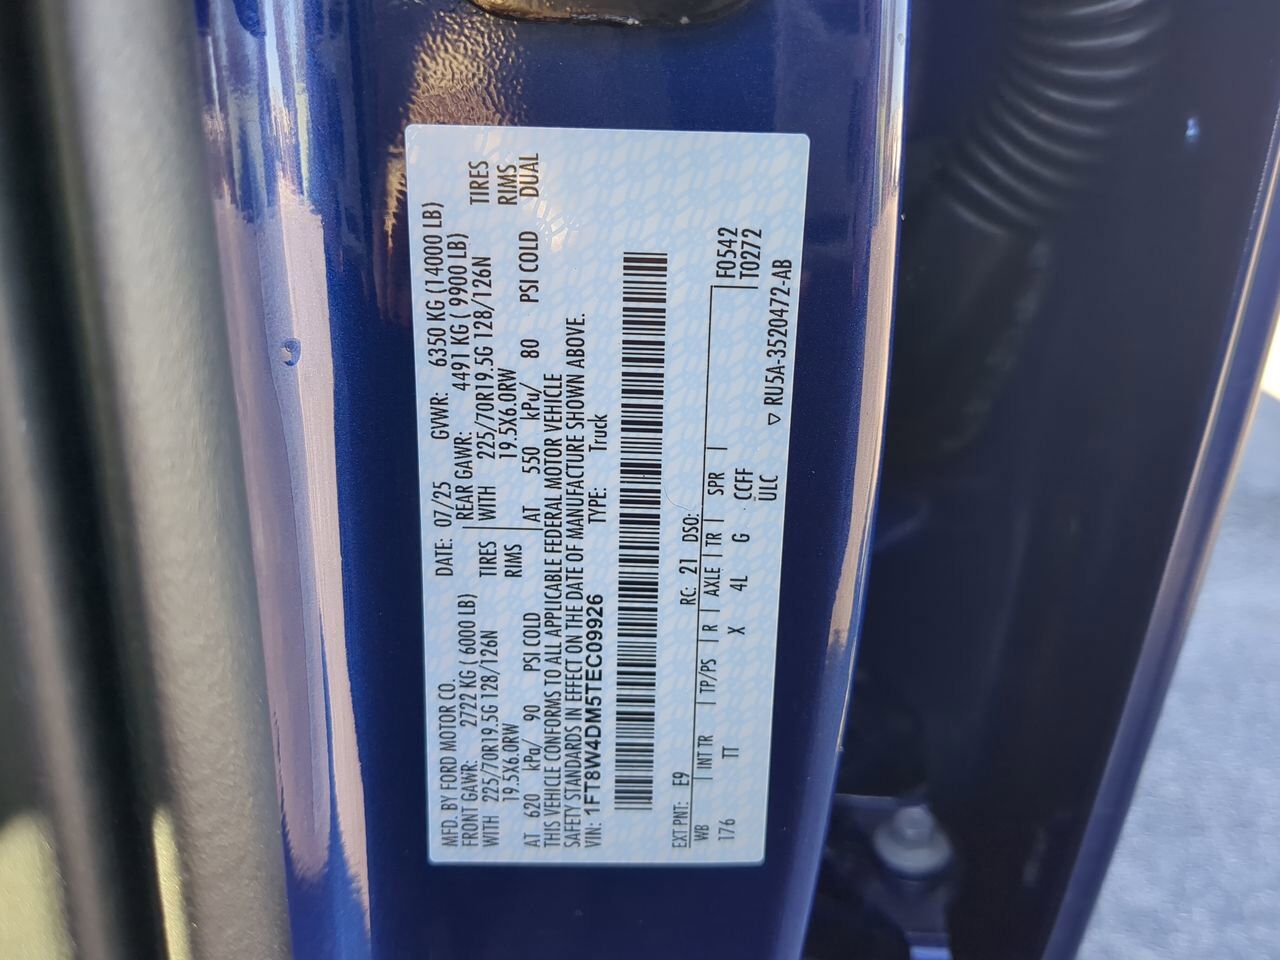 MFD. BY FORD MOTOR CO.
DATE: 07/25 GVWR: 6350 KG (14000 LB)
FRONT GAWR: 2722 KG ( 6000 LB)
REAR GAWR: 4491 KG ( 9900 LB)
WITH 225/70R19.5G 128/126N TIRES
WITH 225/70R19.5G 128/126N TIRES
19.5X6.0RW RIMS
19.5X6.0RW RIMS
AT 620 kPa/ 90 PSI COLD
AT 550 kPa/ 80 PSI COLD DUAL
THIS VEHICLE CONFORMS TO ALL APPLICABLE FEDERAL MOTOR VEHICLE
SAFETY STANDARDS IN EFFECT ON THE DATE OF MANUFACTURE SHOWN ABOVE.
VIN: 1FT8W4DM5TEC09926 TYPE: Truck
EXT PNT: E9 RC: 21 DSO:
WB INT TR TP/PS R AXLE TR SPR F0542
176 TT X 4L G CCFF T0272
ULC ▽ RU5A-3520472-AB